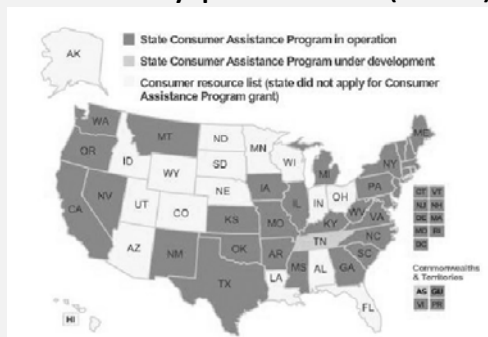 State Consumer Assistance Program in operation
State Consumer Assistance Program under development
Consumer resource list (state did not apply for Consumer
Assistance Program grant)
AK
WA
MT
ND
MN
ME
OR
ID
SD
WI
MI
NY
WY
NE
IA
PA
NV
UT
CO
IL
IN
OH
CA
KS
MO
KY
WV
VA
AZ
NM
OK
AR
TN
NC
SC
TX
LA
MS
AL
GA
FL
HI
CT VT
NJ NH
DE MA
MD RI
DC
Commonwealths
& Territories
AS GU
VI PR